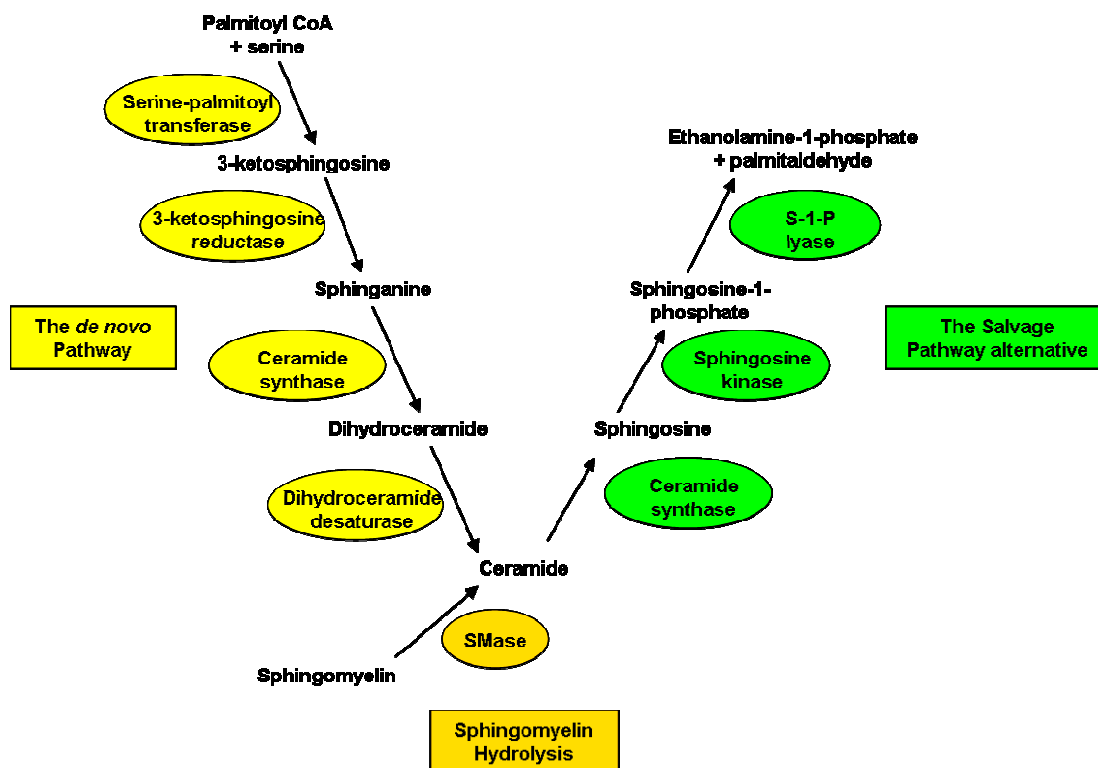 Palmitoyl CoA
+ serine
Serine-palmitoyl
transferase
3-ketosphingosine
3-ketosphingosine
reductase
Sphinganine
The de novo
Pathway
Ceramide
synthase
Dihydroceramide
Dihydroceramide
desaturase
Ceramide
SMase
Sphingomyelin
Sphingomyelin
Hydrolysis
Ethanolamine-1-phosphate
+ palmitaldehyde
S-1-P
lyase
Sphingosine-1-
phosphate
The Salvage
Pathway alternative
Sphingosine
kinase
Sphingosine
Ceramide
synthase